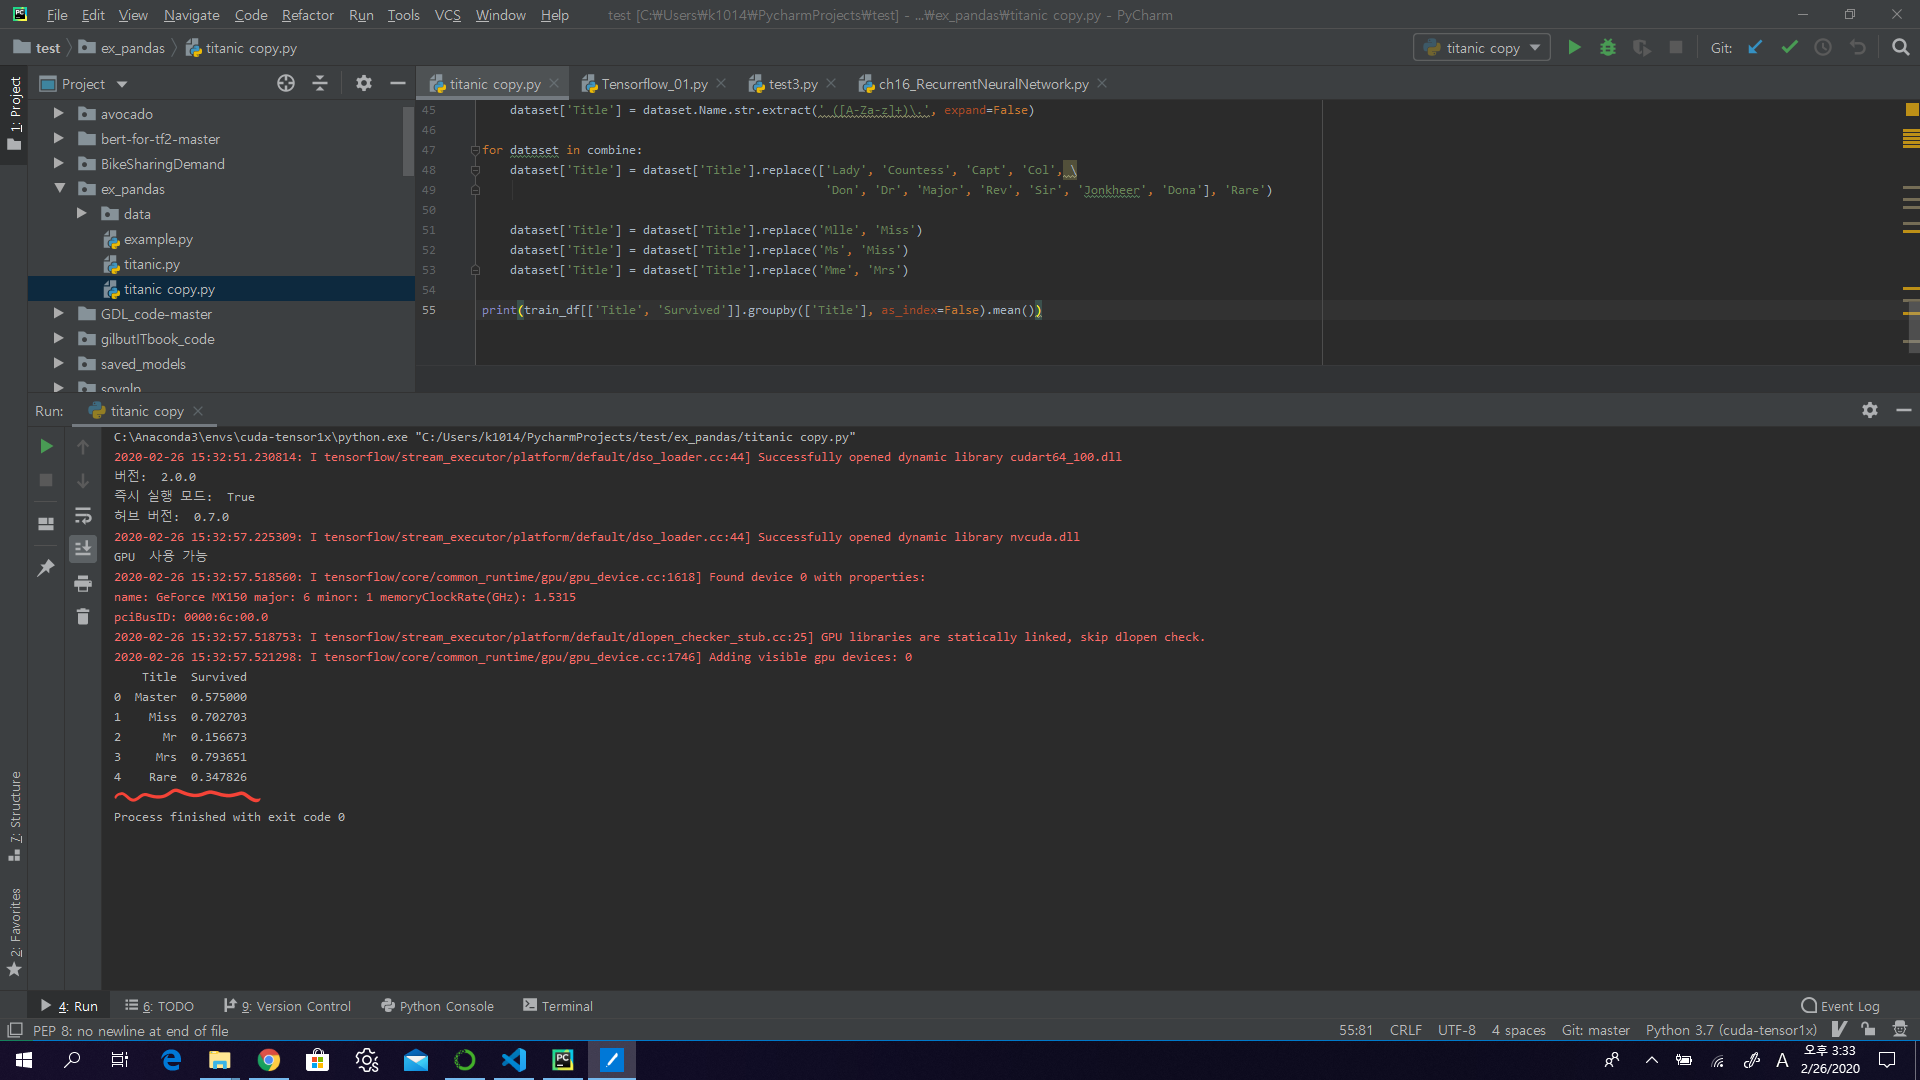 File Edit View Navigate Code Refactor Run Tools VCS Window Help test [C:₩Users₩k1014₩PycharmProjects₩test] - ...₩ex_pandas₩titanic copy.py - PyCharm
test ex_pandas titanic copy.py titanic copy Git:
1: Project
Project
titanic copy.py Tensorflow_01.py test3.py ch16_RecurrentNeuralNetwork.py
avocado
bert-for-tf2-master
BikeSharingDemand
ex_pandas
data
example.py
titanic.py
titanic copy.py
GDL_code-master
gilbutITbook_code
saved_models
45 dataset['Title'] = dataset.Name.str.extract(' ([A-Za-z]+)\.', expand=False)
46
47 for dataset in combine:
48 dataset['Title'] = dataset['Title'].replace(['Lady', 'Countess', 'Capt', 'Col', \
49 'Don', 'Dr', 'Major', 'Rev', 'Sir', 'Jonkheer', 'Dona'], 'Rare')
50
51 dataset['Title'] = dataset['Title'].replace('Mlle', 'Miss')
52 dataset['Title'] = dataset['Title'].replace('Ms', 'Miss')
53 dataset['Title'] = dataset['Title'].replace('Mme', 'Mrs')
54
55 print(train_df[['Title', 'Survived']].groupby(['Title'], as_index=False).mean())
Run: titanic copy
C:\Anaconda3\envs\cuda-tensor1x\python.exe "C:/Users/k1014/PycharmProjects/test/ex_pandas/titanic copy.py"
2020-02-26 15:32:51.230814: I tensorflow/stream_executor/platform/default/dso_loader.cc:44] Successfully opened dynamic library cudart64_100.dll
버전: 2.0.0
즉시 실행 모드: True
허브 버전: 0.7.0
2020-02-26 15:32:57.225309: I tensorflow/stream_executor/platform/default/dso_loader.cc:44] Successfully opened dynamic library nvcuda.dll
GPU 사용 가능
2020-02-26 15:32:57.518560: I tensorflow/core/common_runtime/gpu/gpu_device.cc:1618] Found device 0 with properties:
name: GeForce MX150 major: 6 minor: 1 memoryClockRate(GHz): 1.5315
pciBusID: 0000:6c:00.0
2020-02-26 15:32:57.518753: I tensorflow/stream_executor/platform/default/dlopen_checker_stub.cc:25] GPU libraries are statically linked, skip dlopen check.
2020-02-26 15:32:57.521298: I tensorflow/core/common_runtime/gpu/gpu_device.cc:1746] Adding visible gpu devices: 0
Title Survived
0 Master 0.575000
1 Miss 0.702703
2 Mr 0.156673
3 Mrs 0.793651
4 Rare 0.347826
Process finished with exit code 0
7: Structure
2: Favorites
4: Run 6: TODO 9: Version Control Python Console Terminal Event Log
PEP 8: no newline at end of file 55:81 CRLF UTF-8 4 spaces Git: master Python 3.7 (cuda-tensor1x)
A 오후 3:33
2/26/2020